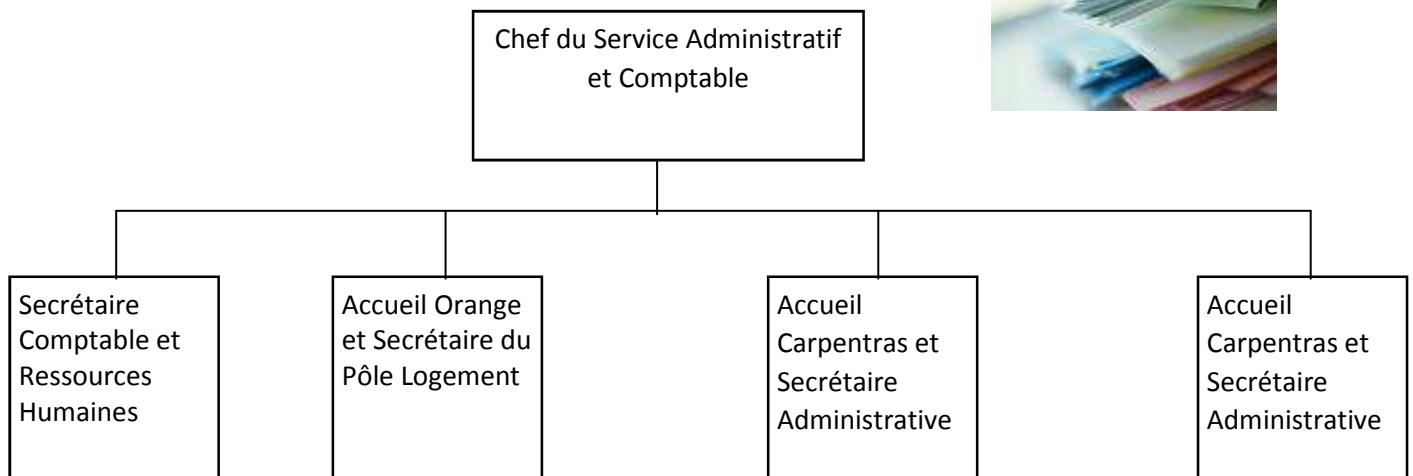 Chef du Service Administratif
et Comptable
Secrétaire
Comptable et
Ressources
Humaines
Accueil Orange
et Secrétaire du
Pôle Logement
Accueil
Carpentras et
Secrétaire
Administrative
Accueil
Carpentras et
Secrétaire
Administrative